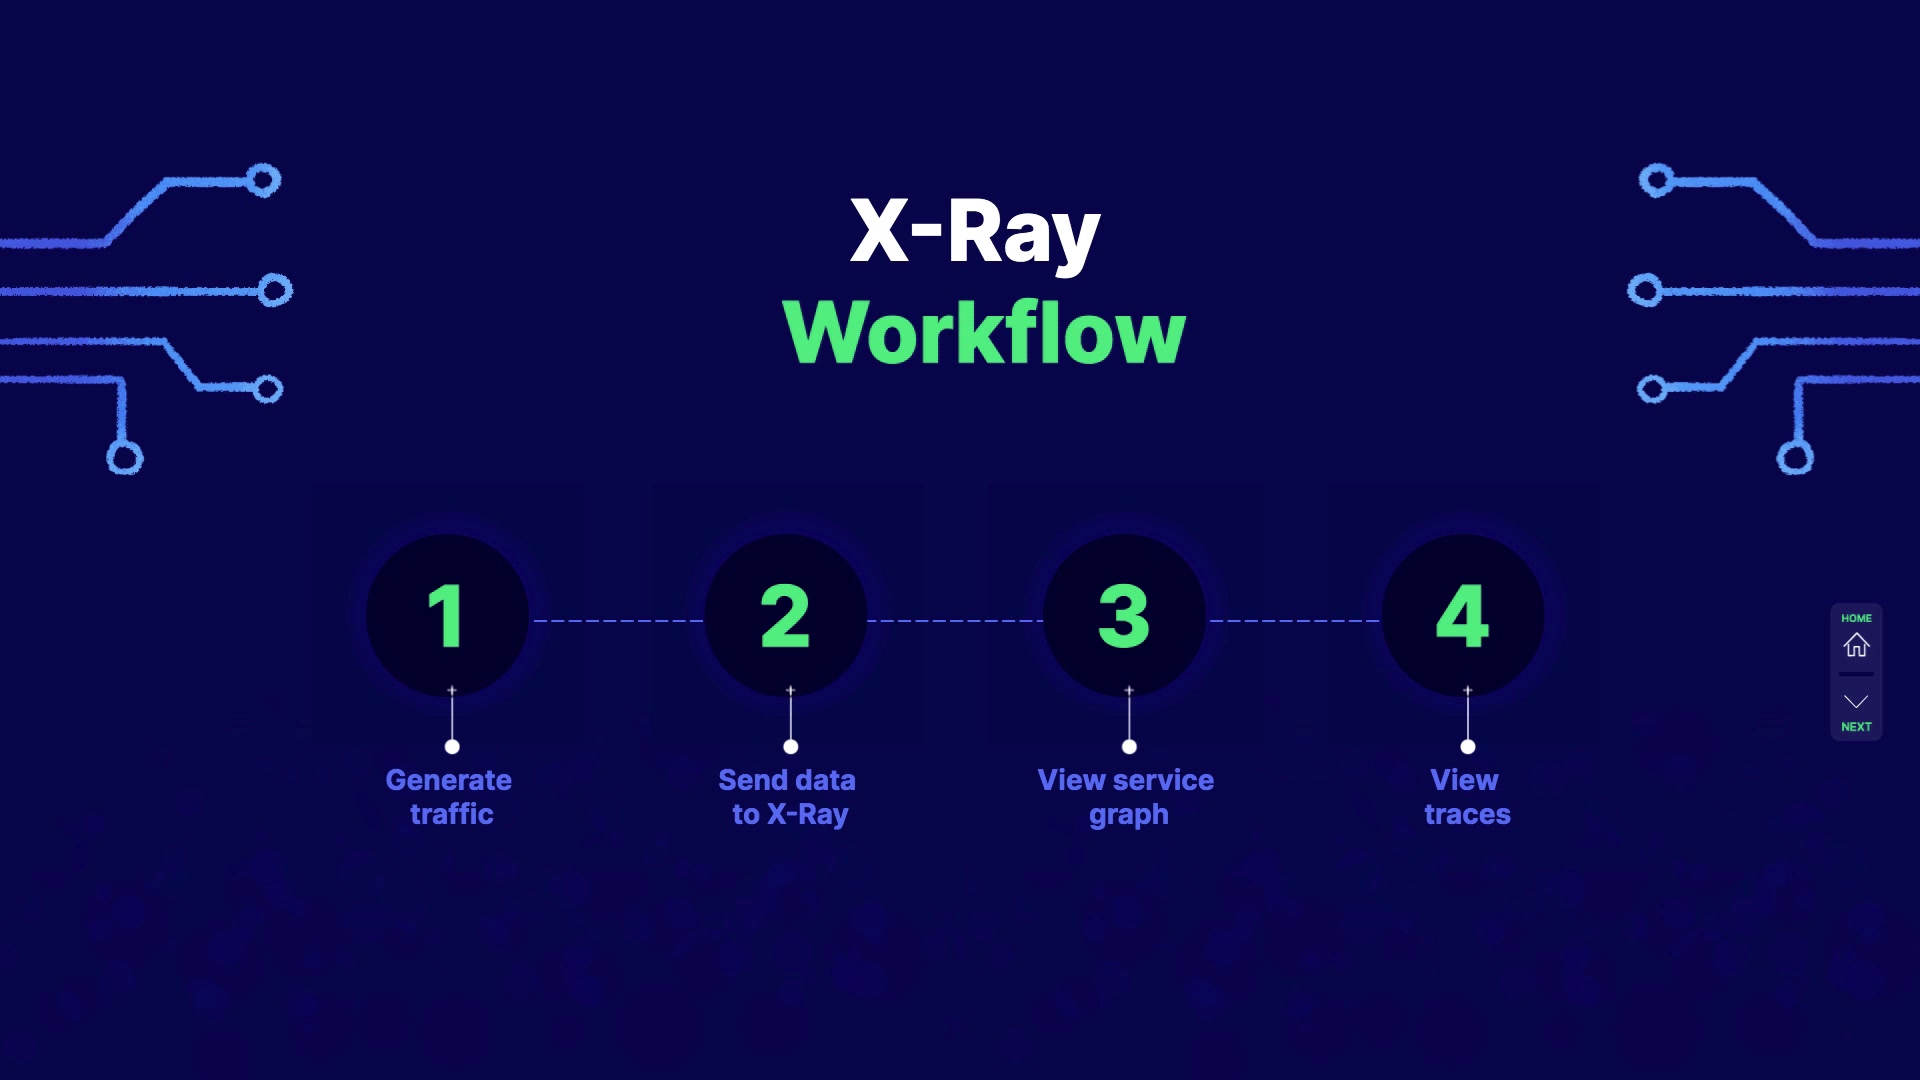 X-Ray
Workflow
1
2
3
4
Generate
traffic
Send data
to X-Ray
View service
graph
View
traces
HOME
NEXT